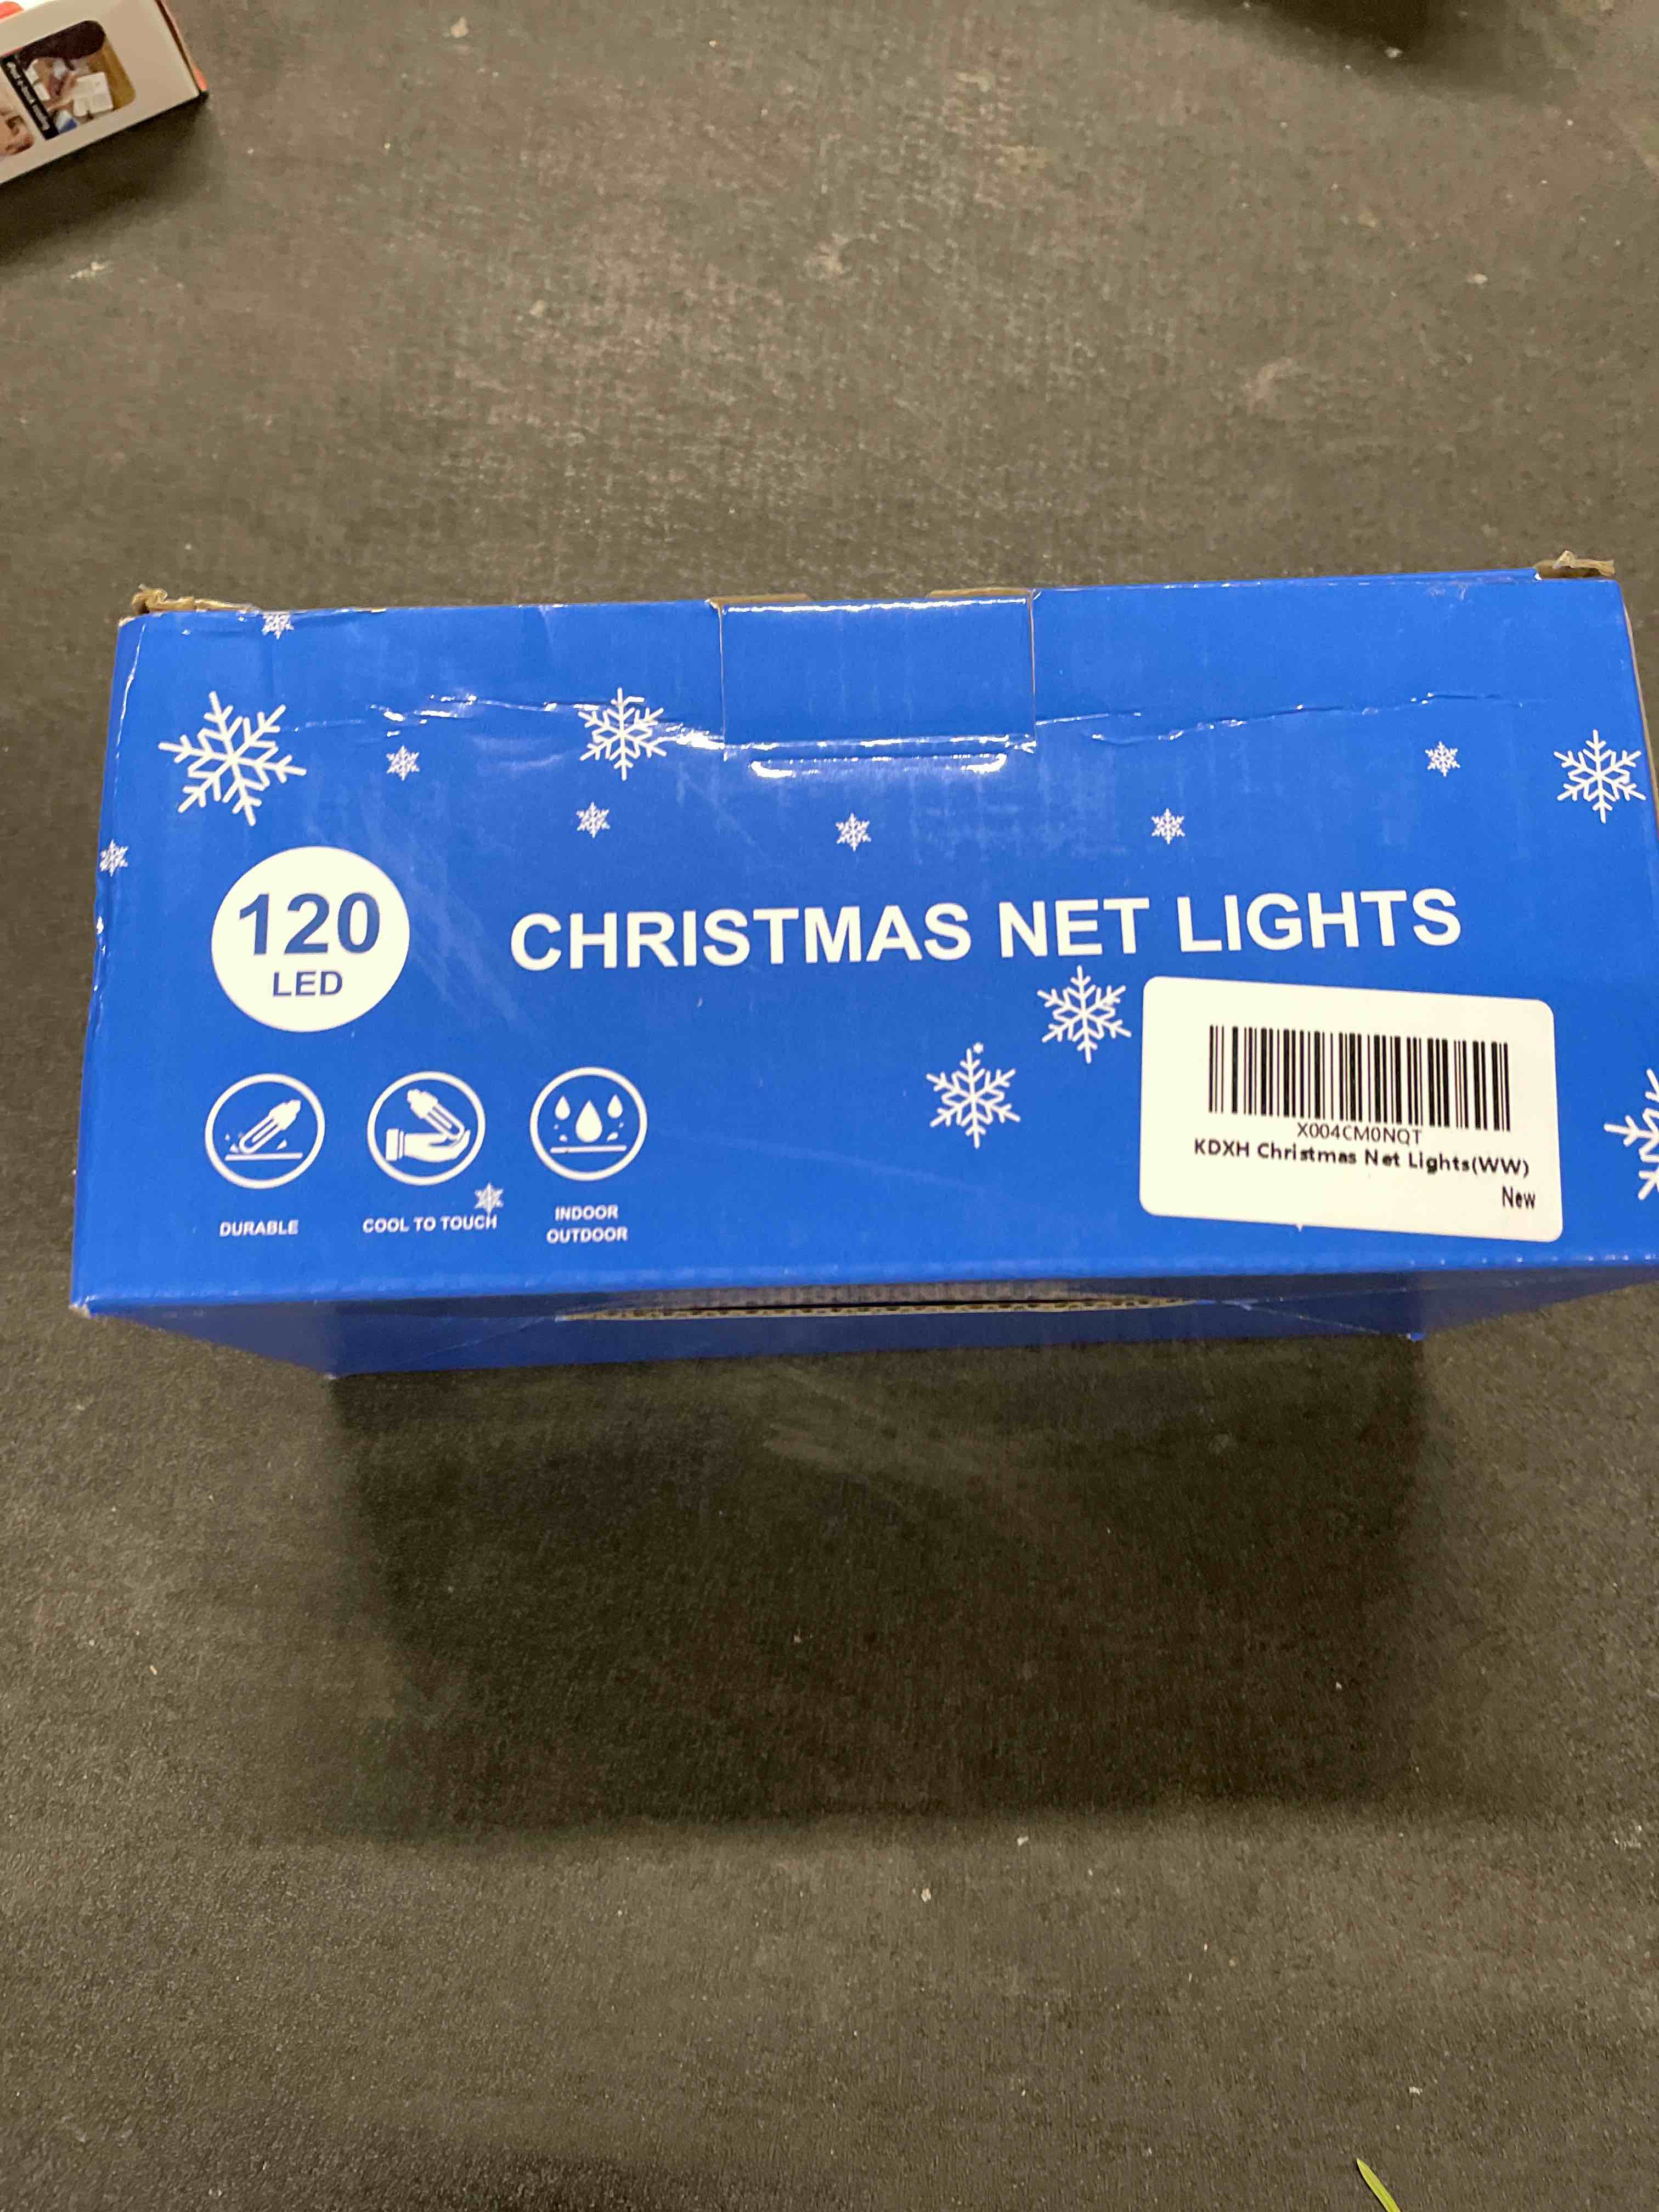 120
LED
CHRISTMAS NET LIGHTS
DURABLE
COOL TO TOUCH
INDOOR
OUTDOOR
X004CM0NQT
KDXH Christmas Net Lights(WW)
New